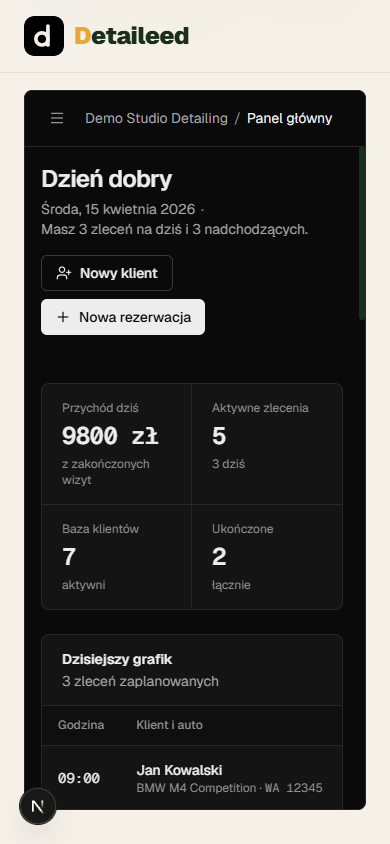 d Detaileed
Demo Studio Detailing / Panel główny
Dzień dobry
Środa, 15 kwietnia 2026 ·
Masz 3 zleceń na dziś i 3 nadchodzących.
Nowy klient
Nowa rezerwacja
Przychód dziś
9800 zł
z zakończonych
wizyt
Aktywne zlecenia
5
3 dziś
Baza klientów
7
aktywni
Ukończone
2
łącznie
Dzisiejszy grafik
3 zleceń zaplanowanych
Godzina Klient i auto
09:00
Jan Kowalski
BMW M4 Competition · WA 12345
N